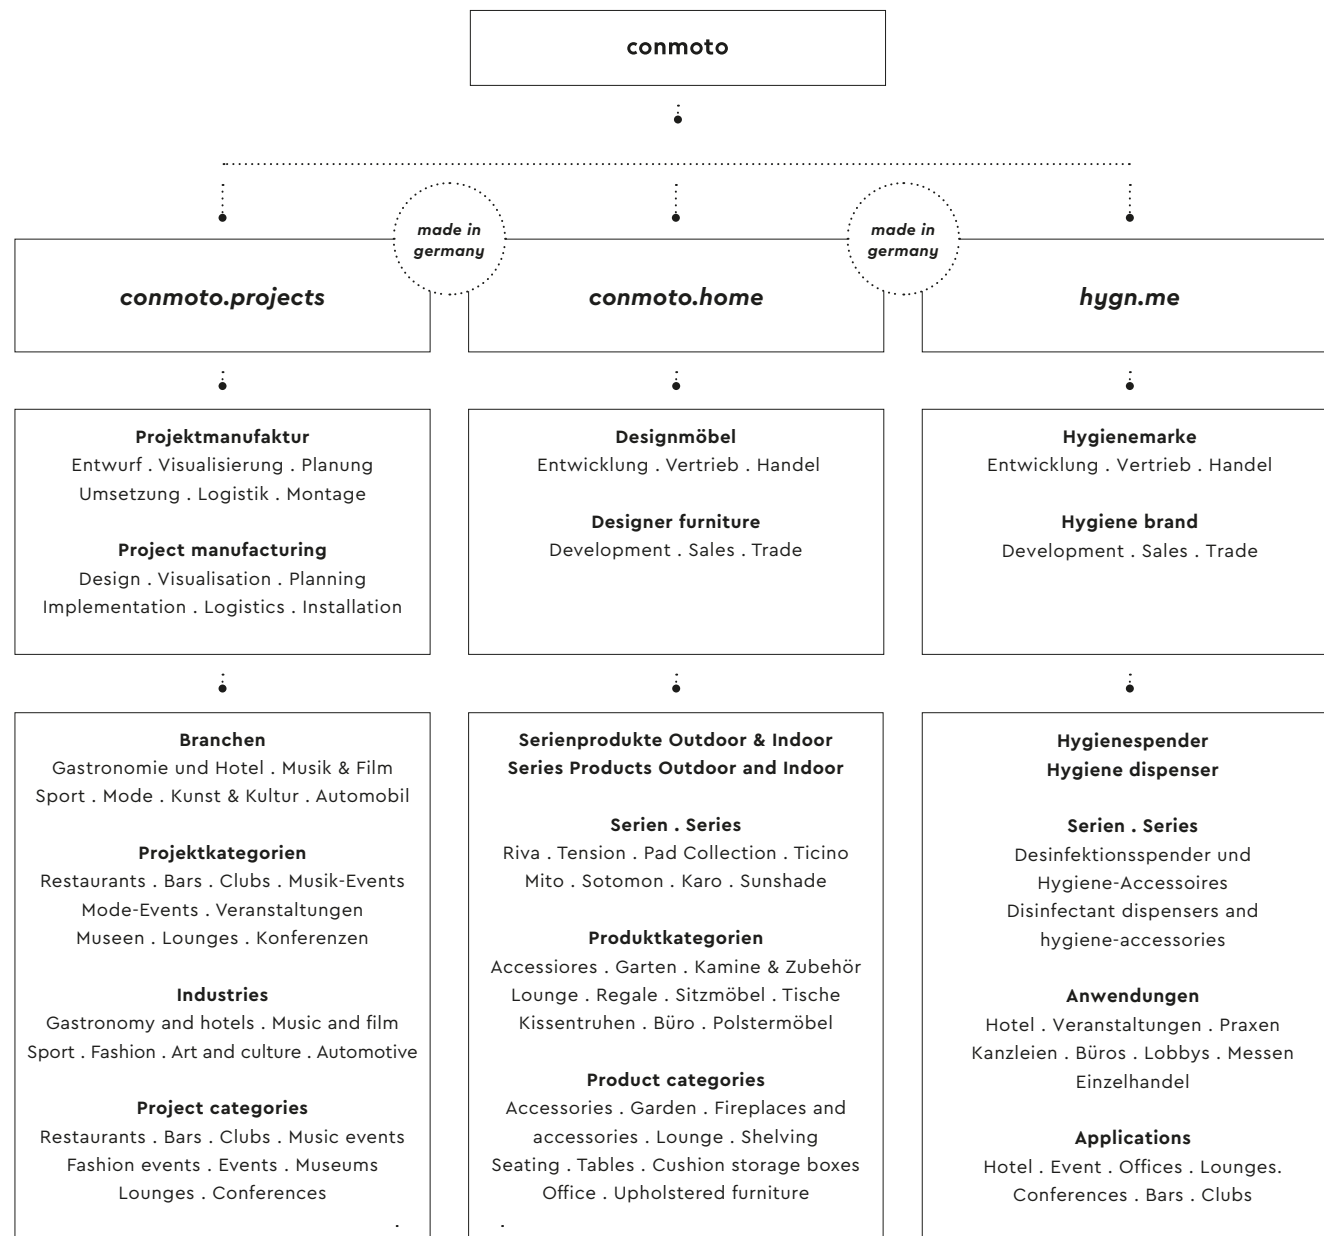 conmoto
made in
germany
made in
germany
conmoto.projects
conmoto.home
hygn.me
Projektmanufaktur
Entwurf . Visualisierung . Planung
Umsetzung . Logistik . Montage
Project manufacturing
Design . Visualisation . Planning
Implementation . Logistics . Installation
Designmöbel
Entwicklung . Vertrieb . Handel
Designer furniture
Development . Sales . Trade
Hygienemarke
Entwicklung . Vertrieb . Handel
Hygiene brand
Development . Sales . Trade
Branchen
Gastronomie und Hotel . Musik & Film
Sport . Mode . Kunst & Kultur . Automobil
Projektkategorien
Restaurants . Bars . Clubs . Musik-Events
Mode-Events . Veranstaltungen
Museen . Lounges . Konferenzen
Industries
Gastronomy and hotels . Music and film
Sport . Fashion . Art and culture . Automotive
Project categories
Restaurants . Bars . Clubs . Music events
Fashion events . Events . Museums
Lounges . Conferences
Serienprodukte Outdoor & Indoor
Series Products Outdoor and Indoor
Serien . Series
Riva . Tension . Pad Collection . Ticino
Mito . Sotomon . Karo . Sunshade
Produktkategorien
Accessiores . Garten . Kamine & Zubehör
Lounge . Regale . Sitzmöbel . Tische
Kissentruhen . Büro . Polstermöbel
Product categories
Accessories . Garden . Fireplaces and
accessories . Lounge . Shelving
Seating . Tables . Cushion storage boxes
Office . Upholstered furniture
Hygienespender
Hygiene dispenser
Serien . Series
Desinfektionsspender und
Hygiene-Accessoires
Disinfectant dispensers and
hygiene-accessories
Anwendungen
Hotel . Veranstaltungen . Praxen
Kanzleien . Büros . Lobbys . Messen
Einzelhandel
Applications
Hotel . Event . Offices . Lounges.
Conferences . Bars . Clubs